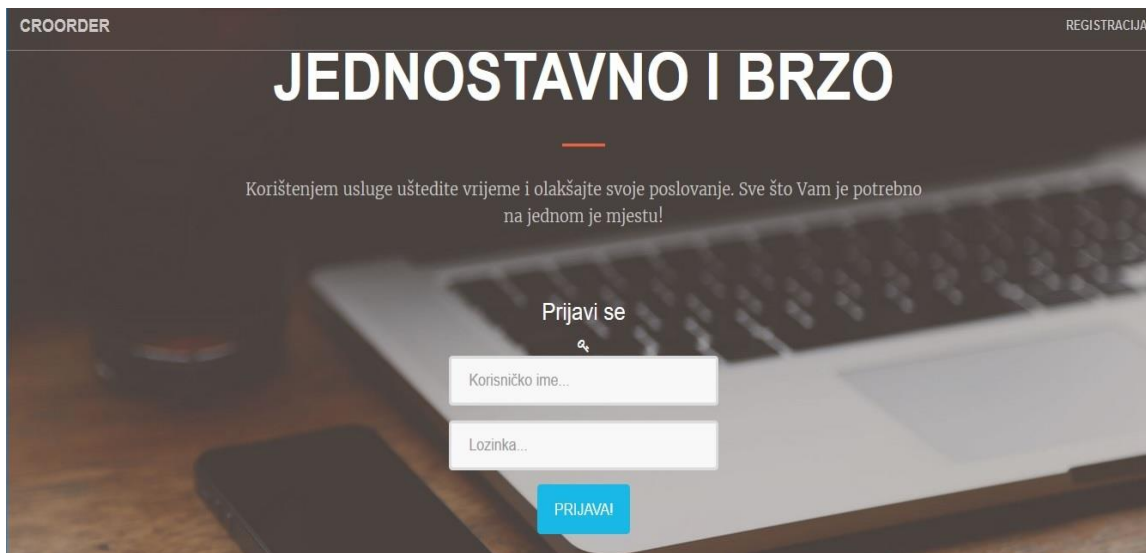 CROORDER
REGISTRACIJA
JEDNOSTAVNO I BRZO
Korištenjem usluge uštedite vrijeme i olakšajte svoje poslovanje. Sve što Vam je potrebno
na jednom je mjestu!
Prijavi se
Korisničko ime...
Lozinka...
PRIJAVA!